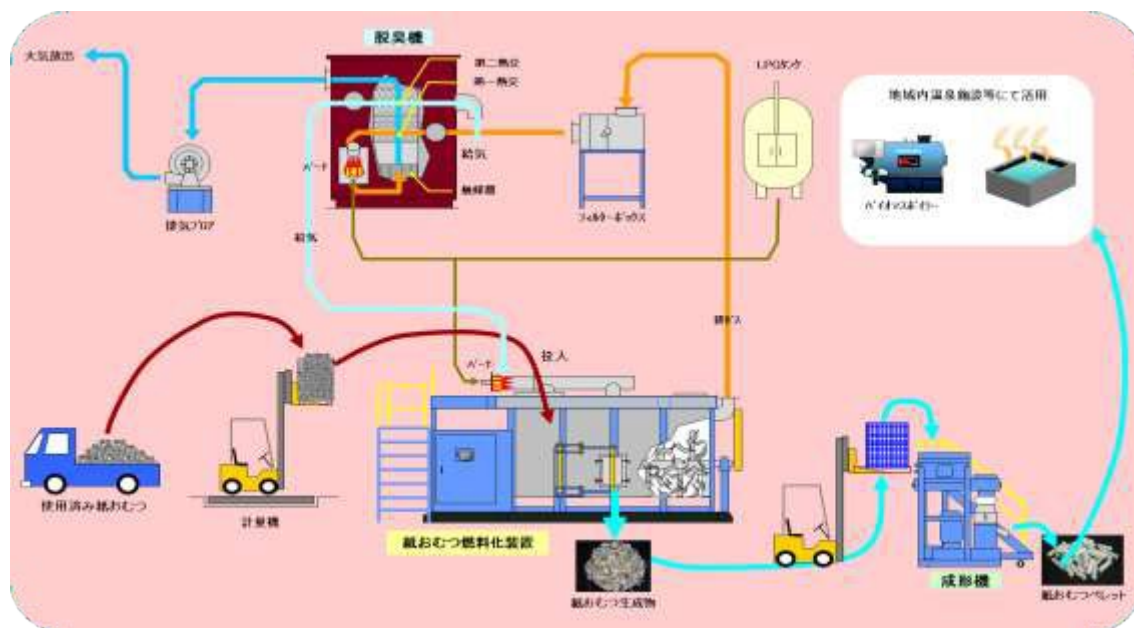 脱臭機
大気放出
第二熱交
第一熱交
LPGタンク
地域内温泉施設等にて活用
給気
バーナ
触媒層
フィルターボックス
バイオマスボイラー
排気ブロア
給気
排ガス
投入
バーナ
使用済み紙おむつ
計量機
紙おむつ燃料化装置
成形機
紙おむつ生成物
紙おむつペレット